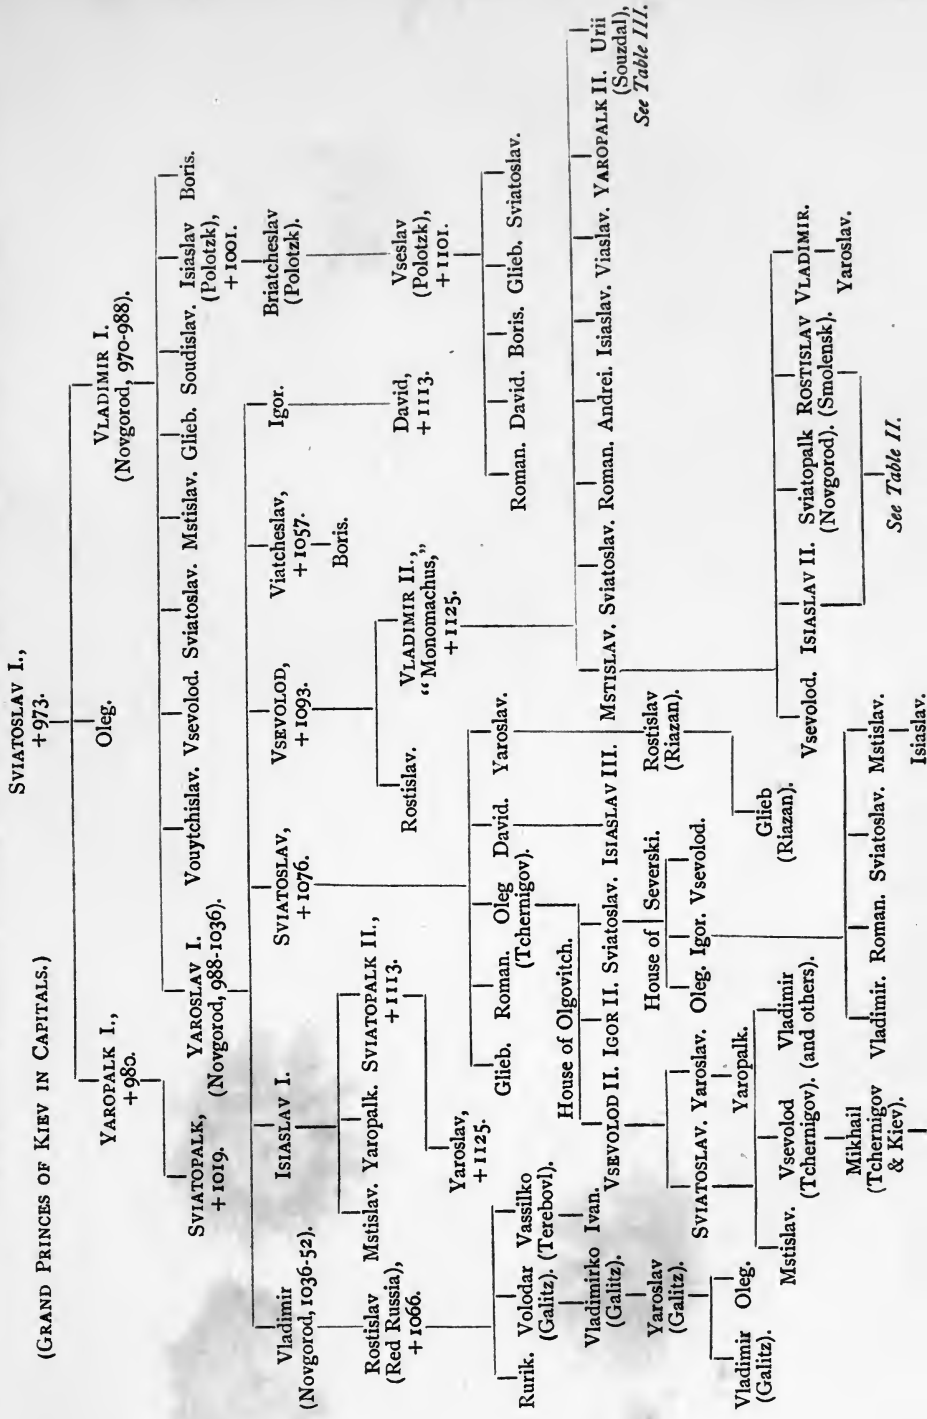 (GRAND PRINCES OF KIEV IN CAPITALS.)
SVIATOSLAV I.,
+973.
YAROPALK I.,
+980.
Oleg.
VLADIMIR I.
(Novgorod, 970-988).
SVIATOPALK,
+1019.
YAROSLAV I.
(Novgorod, 988-1036).
Vouytchislav. Vsevolod. Sviatoslav. Mstislav. Glieb. Soudislav. Isiaslav Boris.
(Polotzk),
+1001.
Vladimir
(Novgorod, 1036-52).
ISIASLAV I.
SVIATOSLAV,
+1076.
VSEVOLOD,
+1093.
Viatcheslav,
+1057.
Igor.
Briatcheslav
(Polotzk).
Boris.
Rostislav
(Red Russia),
+1066.
Mstislav. Yaropalk. SVIATOPALK II.,
+1113.
Rostislav.
VLADIMIR II.,
"Monomachus,"
+1125.
David,
+1113.
Vseslav
(Polotzk),
+1101.
Yaroslav,
+1125.
Glieb. Roman. Oleg David. Yaroslav.
(Tchernigov).
Roman. David. Boris. Glieb. Sviatoslav.
Rurik. Volodar Vassilko
(Galitz). (Terebovl).
House of Olgovitch.
Vladimirko Ivan.
(Galitz).
VSEVOLOD II. IGOR II. Sviatoslav. ISIASLAV III.
MSTISLAV. Sviatoslav. Roman. Andrei. Isiaslav. Viaslav. YAROPALK II. Urii
(Souzdal),
See Table III.
Rostislav
(Riazan).
Yaroslav
(Galitz).
House of Severski.
SVIATOSLAV. Yaroslav. Oleg. Igor. Vsevolod.
Glieb
(Riazan).
Yaropalk.
Vladimir Oleg.
(Galitz).
Mstislav. Vsevolod Vladimir
(Tchernigov). (and others).
Vsevolod. ISIASLAV II. Sviatopalk ROSTISLAV VLADIMIR.
(Novgorod). (Smolensk).
Yaroslav.
See Table II.
Mikhail
(Tchernigov
& Kiev).
Vladimir. Roman. Sviatoslav. Mstislav.
Isiaslav.